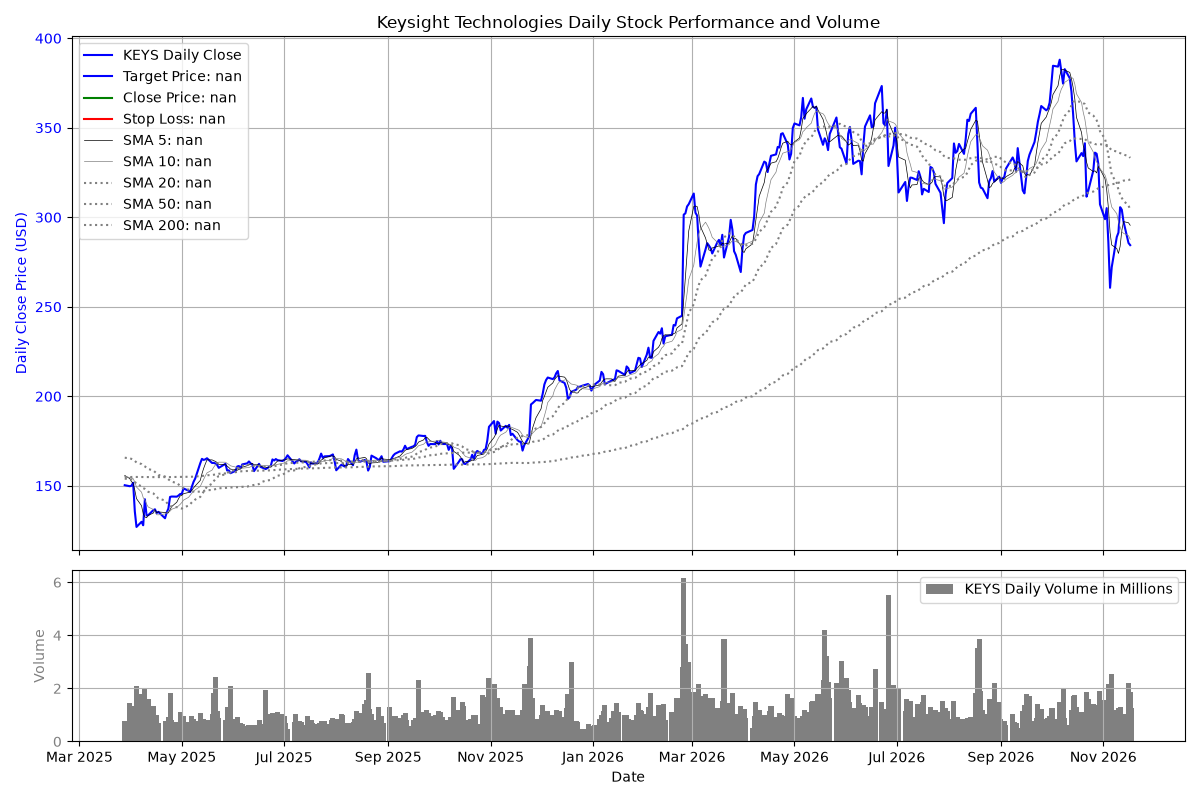 Keysight Technologies Daily Stock Performance and Volume
400
350
300
250
200
150
Daily Close Price (USD)
KEYS Daily Close
Target Price: nan
Close Price: nan
Stop Loss: nan
SMA 5: nan
SMA 10: nan
SMA 20: nan
SMA 50: nan
SMA 200: nan
6
4
2
0
Volume
KEYS Daily Volume in Millions
Mar 2025 May 2025 Jul 2025 Sep 2025 Nov 2025 Jan 2026 Mar 2026 May 2026 Jul 2026 Sep 2026 Nov 2026
Date